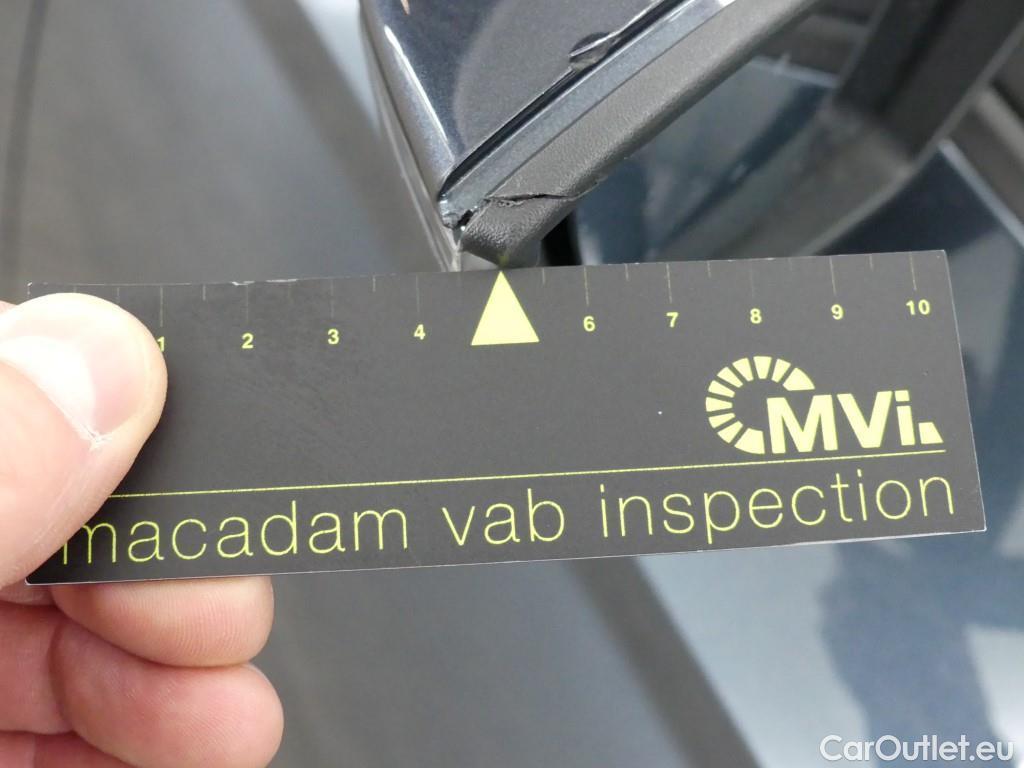 1 2 3 4 6 7 8 9 10
MVi
macadam vab inspection
CarOutlet.eu